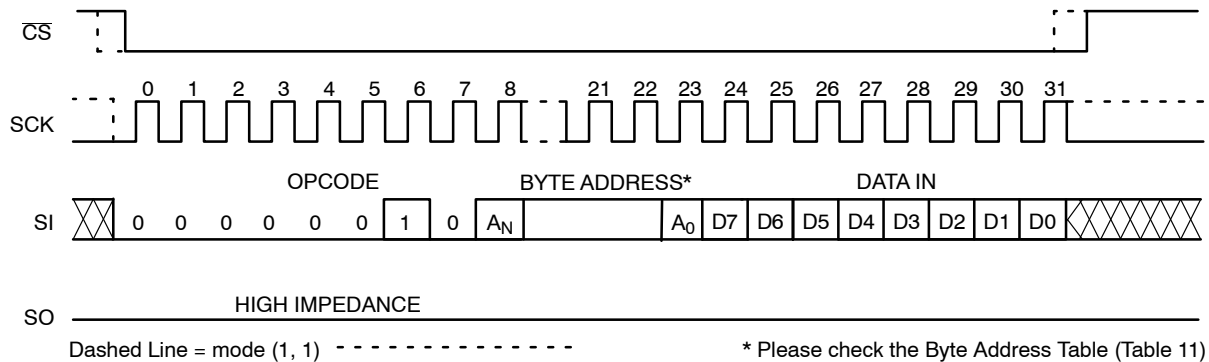 CS
0 1 2 3 4 5 6 7 8 21 22 23 24 25 26 27 28 29 30 31
SCK
OPCODE BYTE ADDRESS* DATA IN
SI 0 0 0 0 0 0 1 0 AN A0 D7 D6 D5 D4 D3 D2 D1 D0
HIGH IMPEDANCE
SO
Dashed Line = mode (1, 1) * Please check the Byte Address Table (Table 11)